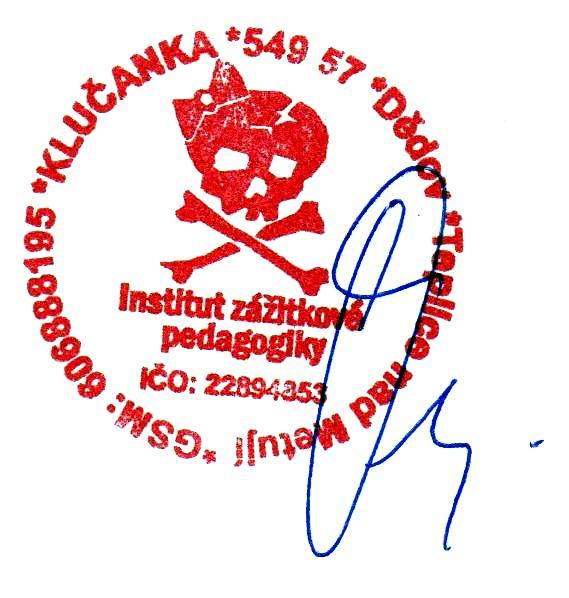 *KLUČANKA *549 57 *Dědov *Teplice nad Metují *GSM: 606888195
Institut zážitkové
pedagogiky
IČO: 22894353